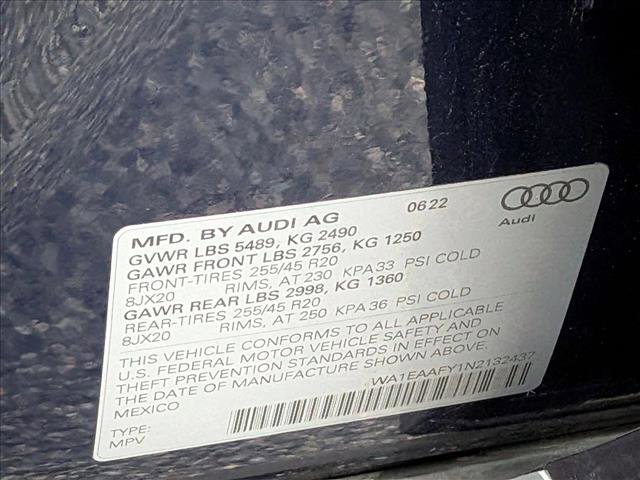 MFD. BY AUDI AG 06 22
Audi
GVWR LBS 5489, KG 2490
GAWR FRONT LBS 2756, KG 1250
FRONT-TIRES 255/45 R20
8JX20 RIMS, AT 230 KPA 33 PSI COLD
GAWR REAR LBS 2998, KG 1360
REAR-TIRES 255/45 R20
8JX20 RIMS, AT 250 KPA 36 PSI COLD
THIS VEHICLE CONFORMS TO ALL APPLICABLE
U.S. FEDERAL MOTOR VEHICLE SAFETY AND
THEFT PREVENTION STANDARDS IN EFFECT ON
THE DATE OF MANUFACTURE SHOWN ABOVE.
MEXICO WA1EAAFY1N2132437
TYPE:
MPV